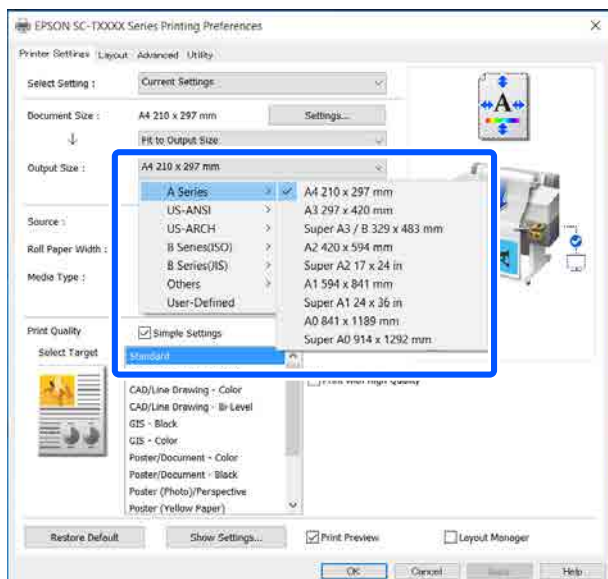 EPSON SC-TXXXX Series Printing Preferences
Printer Settings Layout Advanced Utility
Select Setting : Current Settings
Document Size : A4 210 x 297 mm Settings...
Fit to Output Size
Output Size : A4 210 x 297 mm
A Series
US-ANSI
US-ARCH
B Series(ISO)
B Series(JIS)
Others
User-Defined
A4 210 x 297 mm
A3 297 x 420 mm
Super A3 / B 329 x 483 mm
A2 420 x 594 mm
Super A2 17 x 24 in
A1 594 x 841 mm
Super A1 24 x 36 in
A0 841 x 1189 mm
Super A0 914 x 1292 mm
A
Source :
Roll Paper Width :
Media Type :
Print Quality Simple Settings
Select Target
Standard
Print with High Quality
CAD/Line Drawing - Color
CAD/Line Drawing - Bi-Level
GIS - Block
GIS - Color
Poster/Document - Color
Poster/Document - Black
Poster (Photo)/Perspective
Poster (Yellow Paper)
Restore Default Show Settings... Print Preview Layout Manager
OK Cancel Help